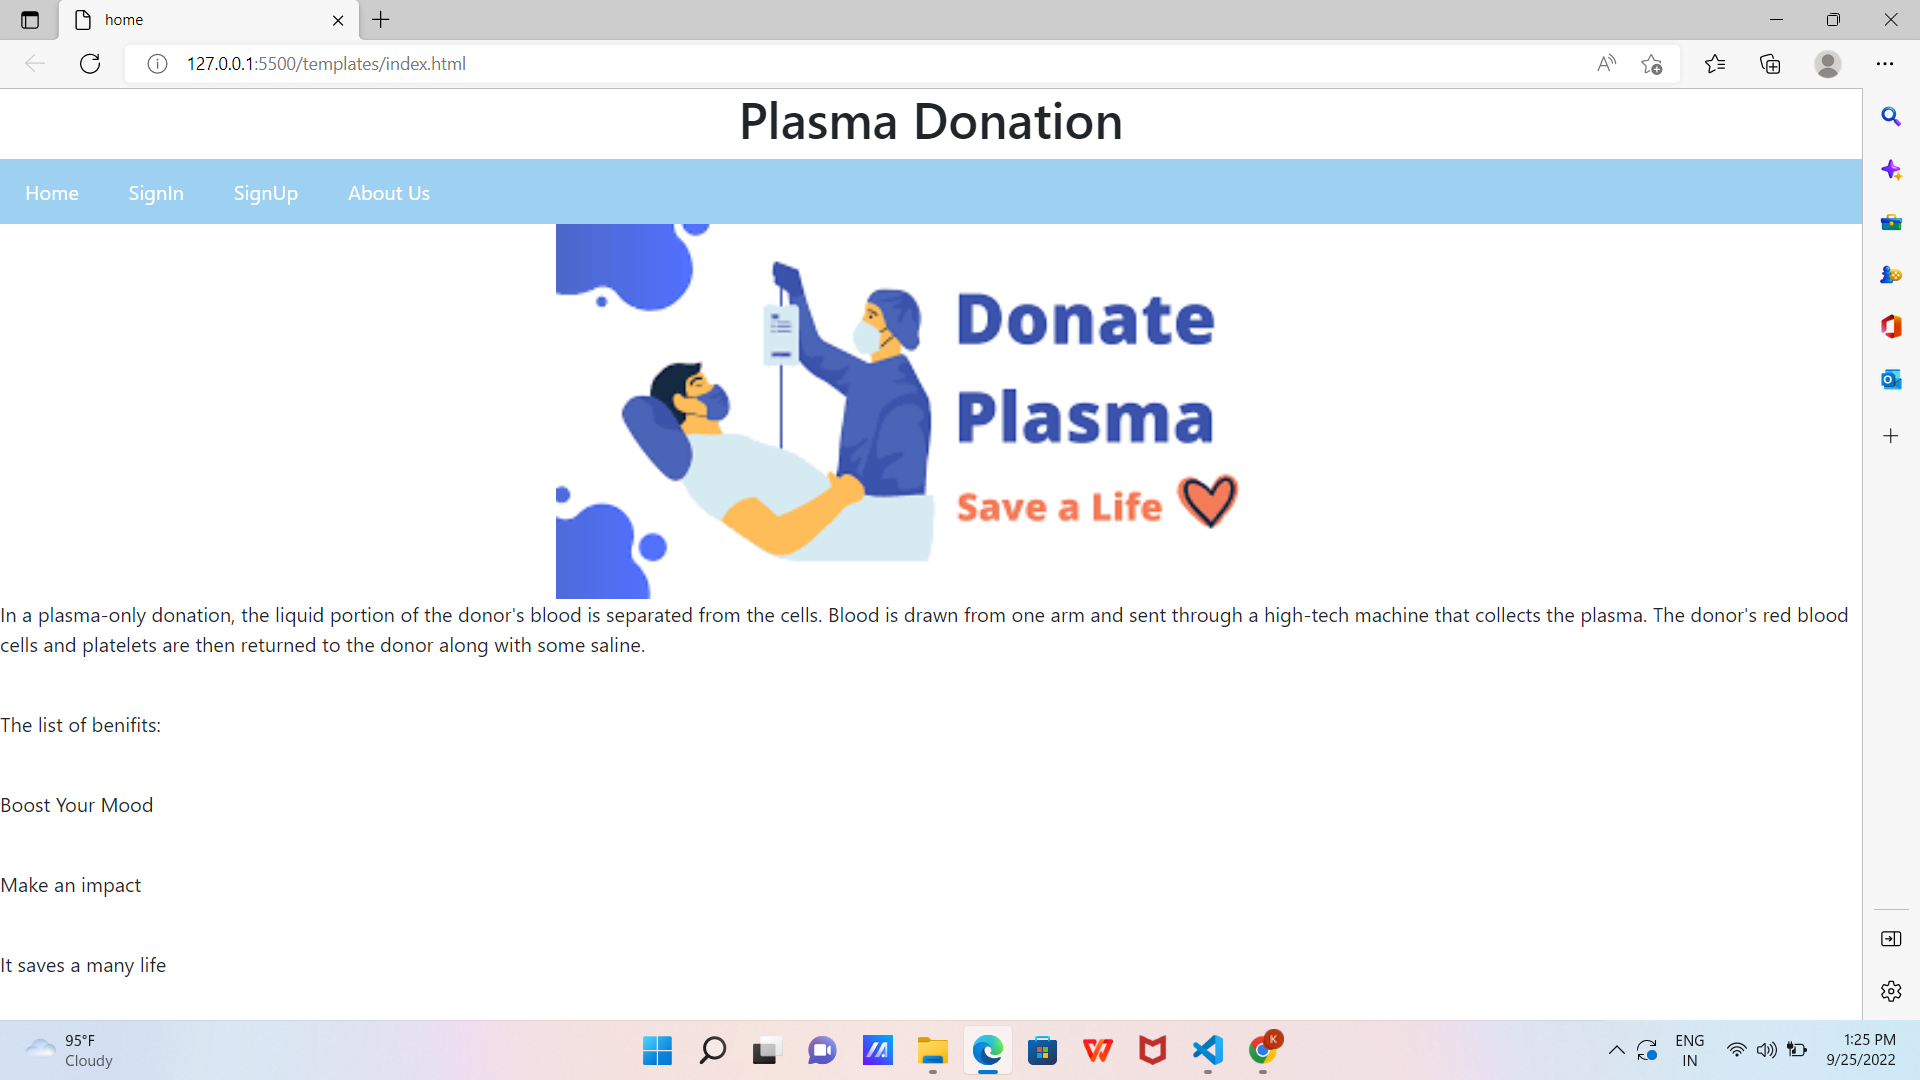 home
127.0.0.1:5500/templates/index.html
Plasma Donation
Home SignIn SignUp About Us
Donate
Plasma
Save a Life
In a plasma-only donation, the liquid portion of the donor's blood is separated from the cells. Blood is drawn from one arm and sent through a high-tech machine that collects the plasma. The donor's red blood
cells and platelets are then returned to the donor along with some saline.
The list of benifits:
Boost Your Mood
Make an impact
It saves a many life
95°F
Cloudy
K
ENG
IN
1:25 PM
9/25/2022